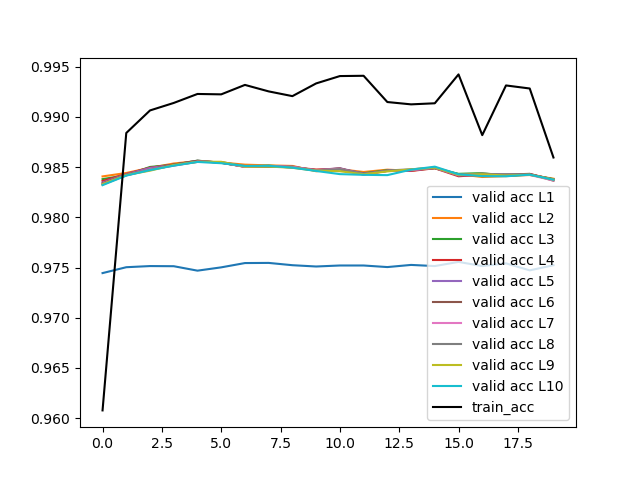 0.995
0.990
0.985
0.980
0.975
0.970
0.965
0.960
0.0 2.5 5.0 7.5 10.0 12.5 15.0 17.5
valid acc L1
valid acc L2
valid acc L3
valid acc L4
valid acc L5
valid acc L6
valid acc L7
valid acc L8
valid acc L9
valid acc L10
train_acc